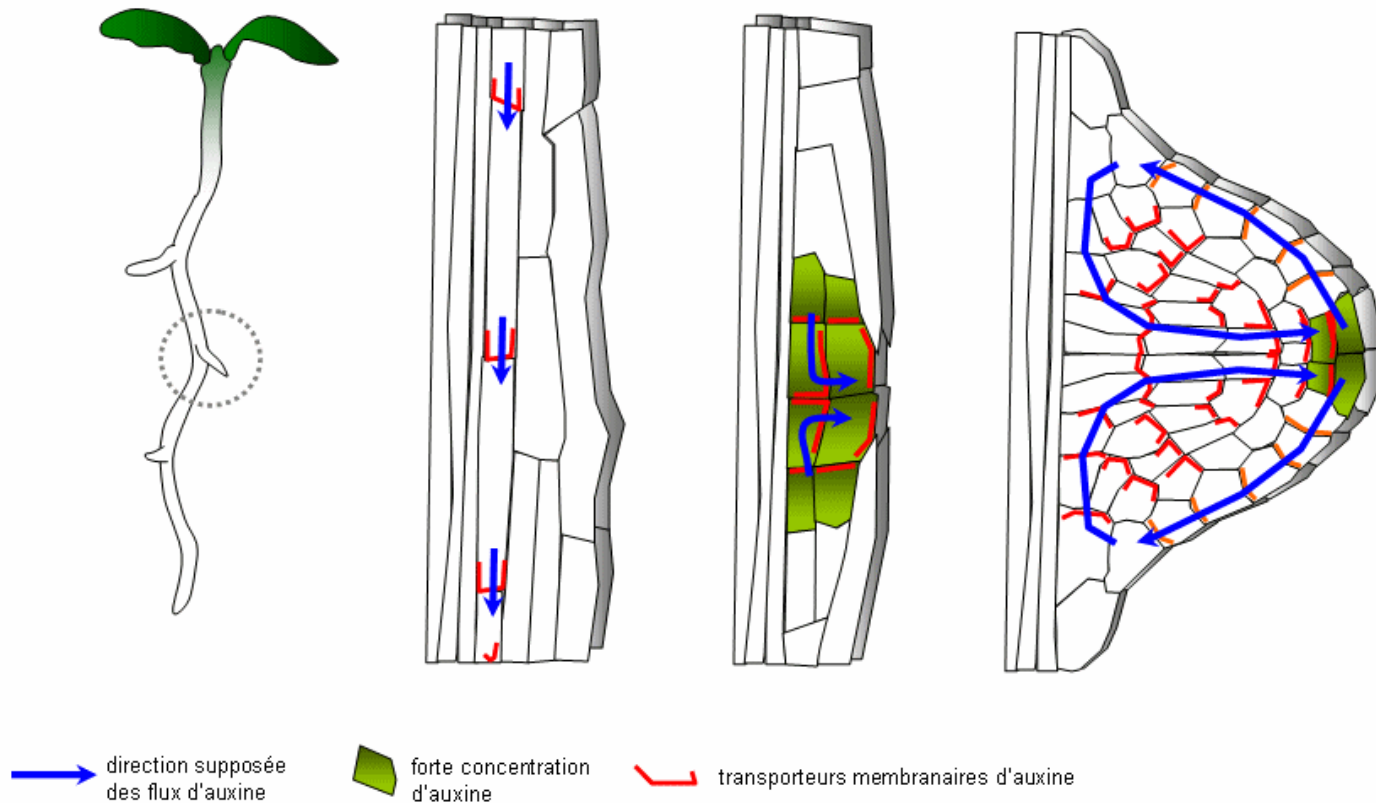 direction supposée
des flux d'auxine
forte concentration
d'auxine
transporteurs membranaires d'auxine